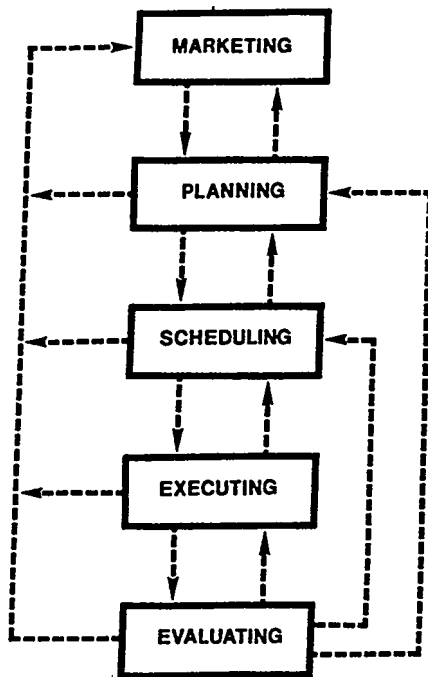 MARKETING
PLANNING
SCHEDULING
EXECUTING
EVALUATING